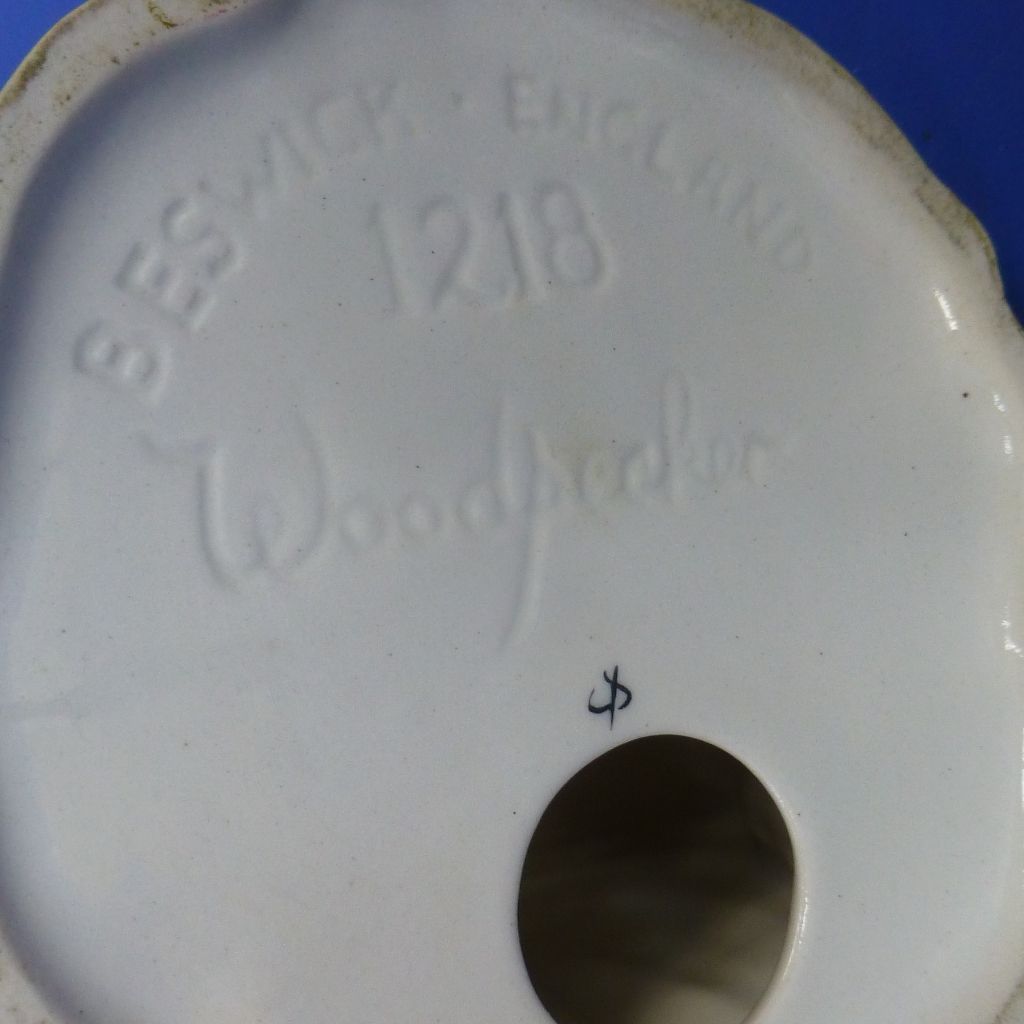 BESWICK · ENGLAND
1218
Woodpecker